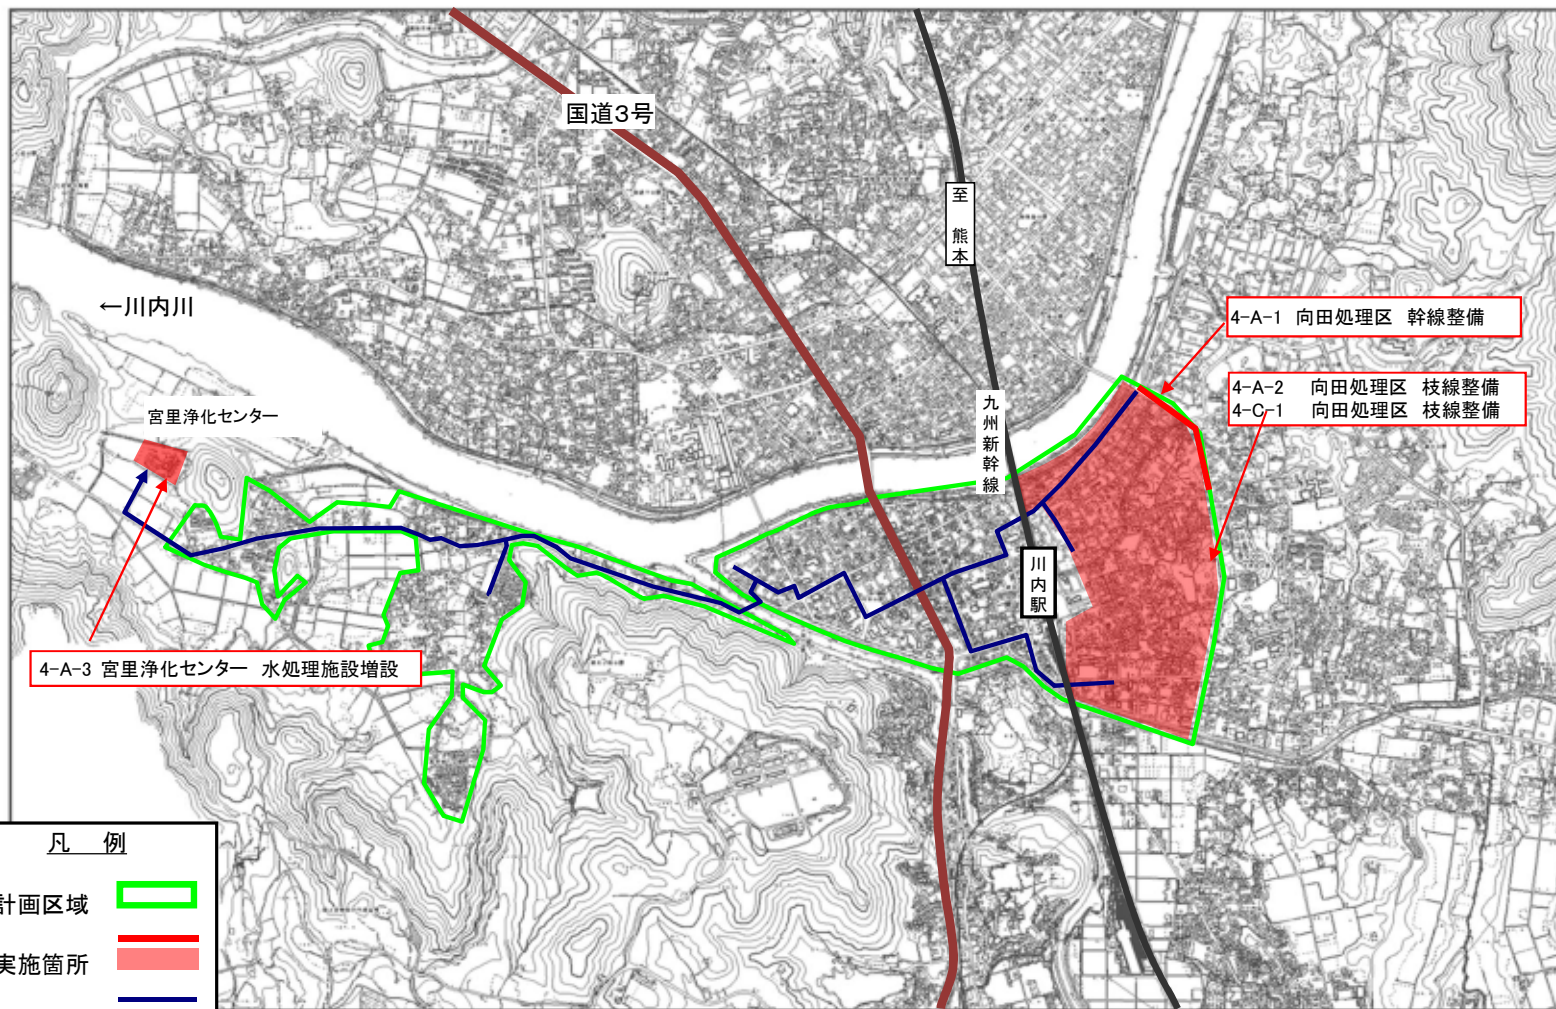 国道3号
至 熊本
←川内川
4-A-1 向田処理区 幹線整備
4-A-2 向田処理区 枝線整備
4-C-1 向田処理区 枝線整備
九州新幹線
宮里浄化センター
川内駅
4-A-3 宮里浄化センター 水処理施設増設
凡 例
計画区域
実施箇所